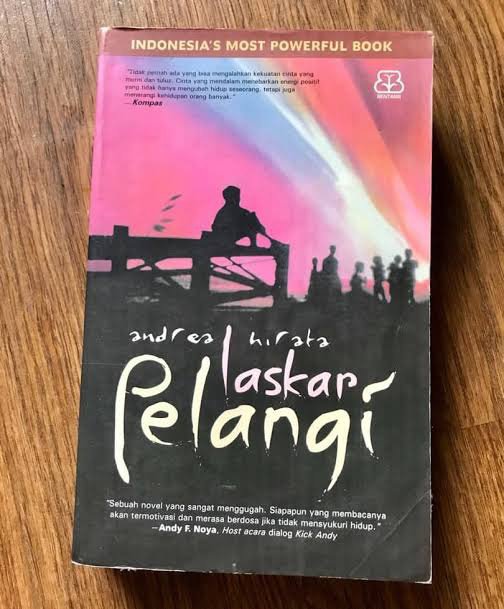 INDONESIA'S MOST POWERFUL BOOK
"Tidak pernah ada yang bisa mengalahkan kekuatan cinta yang
murni dan tulus. Cinta yang mendalam menebarkan energi positif
yang tidak hanya mengubah hidup seseorang, tetapi juga
menerangi kehidupan orang banyak."
—Kompas
BENTANG
andrea hirata
laskar
Pelangi
"Sebuah novel yang sangat menggugah. Siapapun yang membacanya
akan termotivasi dan merasa berdosa jika tidak mensyukuri hidup."
—Andy F. Noya, Host acara dialog Kick Andy